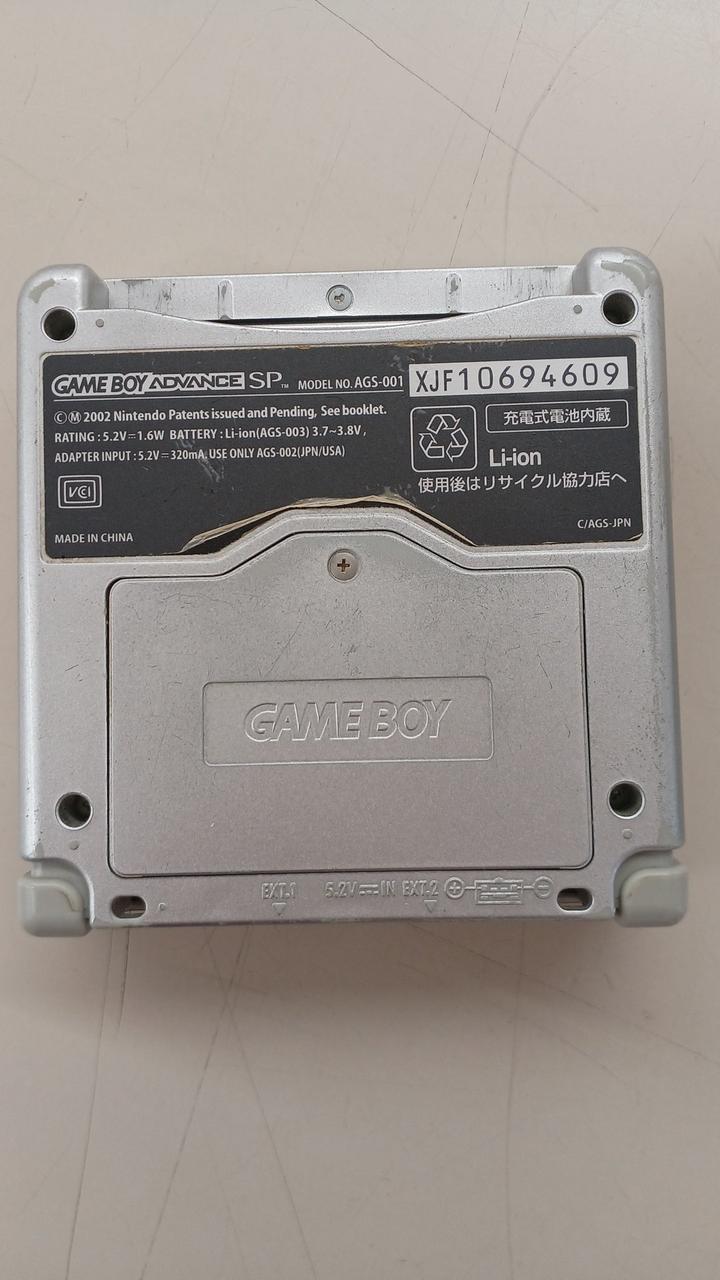 GAME BOY ADVANCE SP™ MODEL NO. AGS-001 XJF10694609
©Ⓜ 2002 Nintendo Patents issued and Pending, See booklet.
RATING : 5.2V⎓1.6W BATTERY : Li-ion(AGS-003) 3.7~3.8V ,
ADAPTER INPUT : 5.2V⎓320mA. USE ONLY AGS-002(JPN/USA)
充電式電池内蔵
Li-ion
使用後はリサイクル協力店へ
VCI
MADE IN CHINA
C/AGS-JPN
GAME BOY
EXT.1 5.2V⎓IN EXT.2